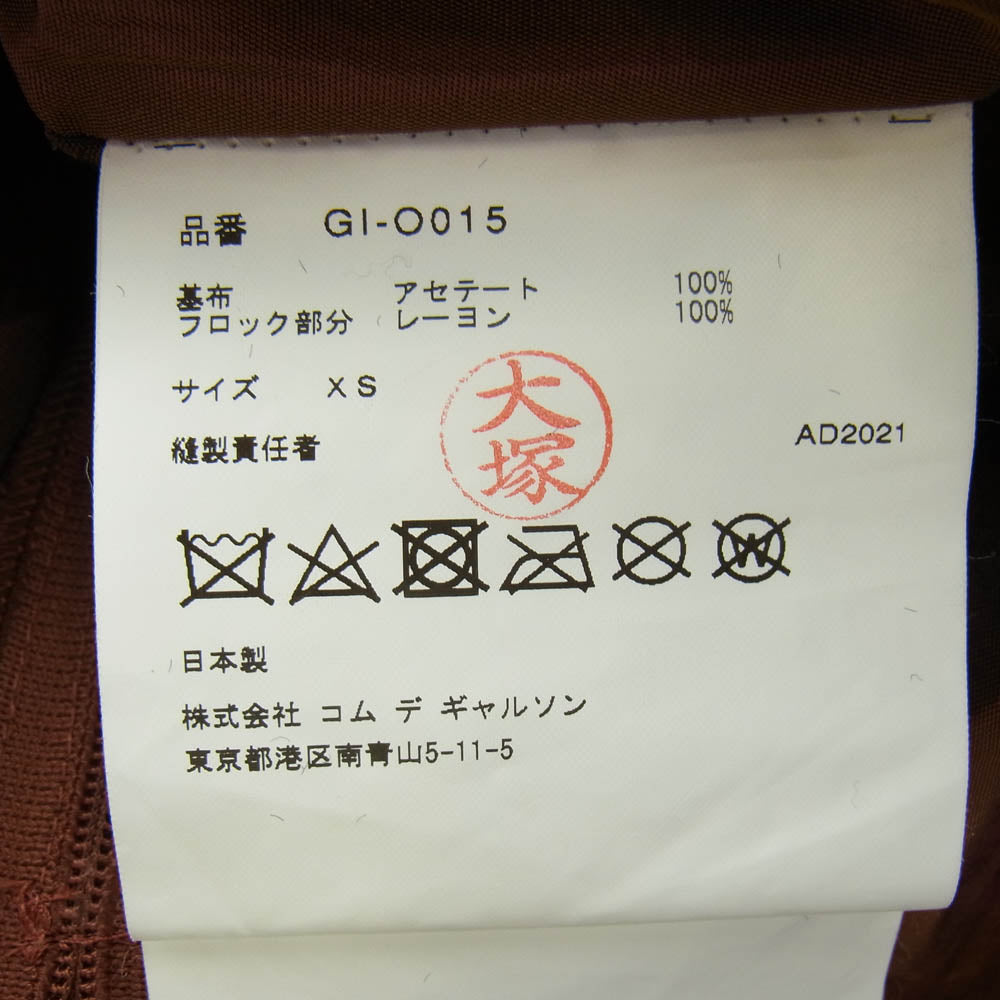 品番 GI-O015
基布 アセテート 100%
フロック部分 レーヨン 100%
サイズ XS
大塚
縫製責任者 AD2021
W
日本製
株式会社 コム デ ギャルソン
東京都港区南青山5-11-5